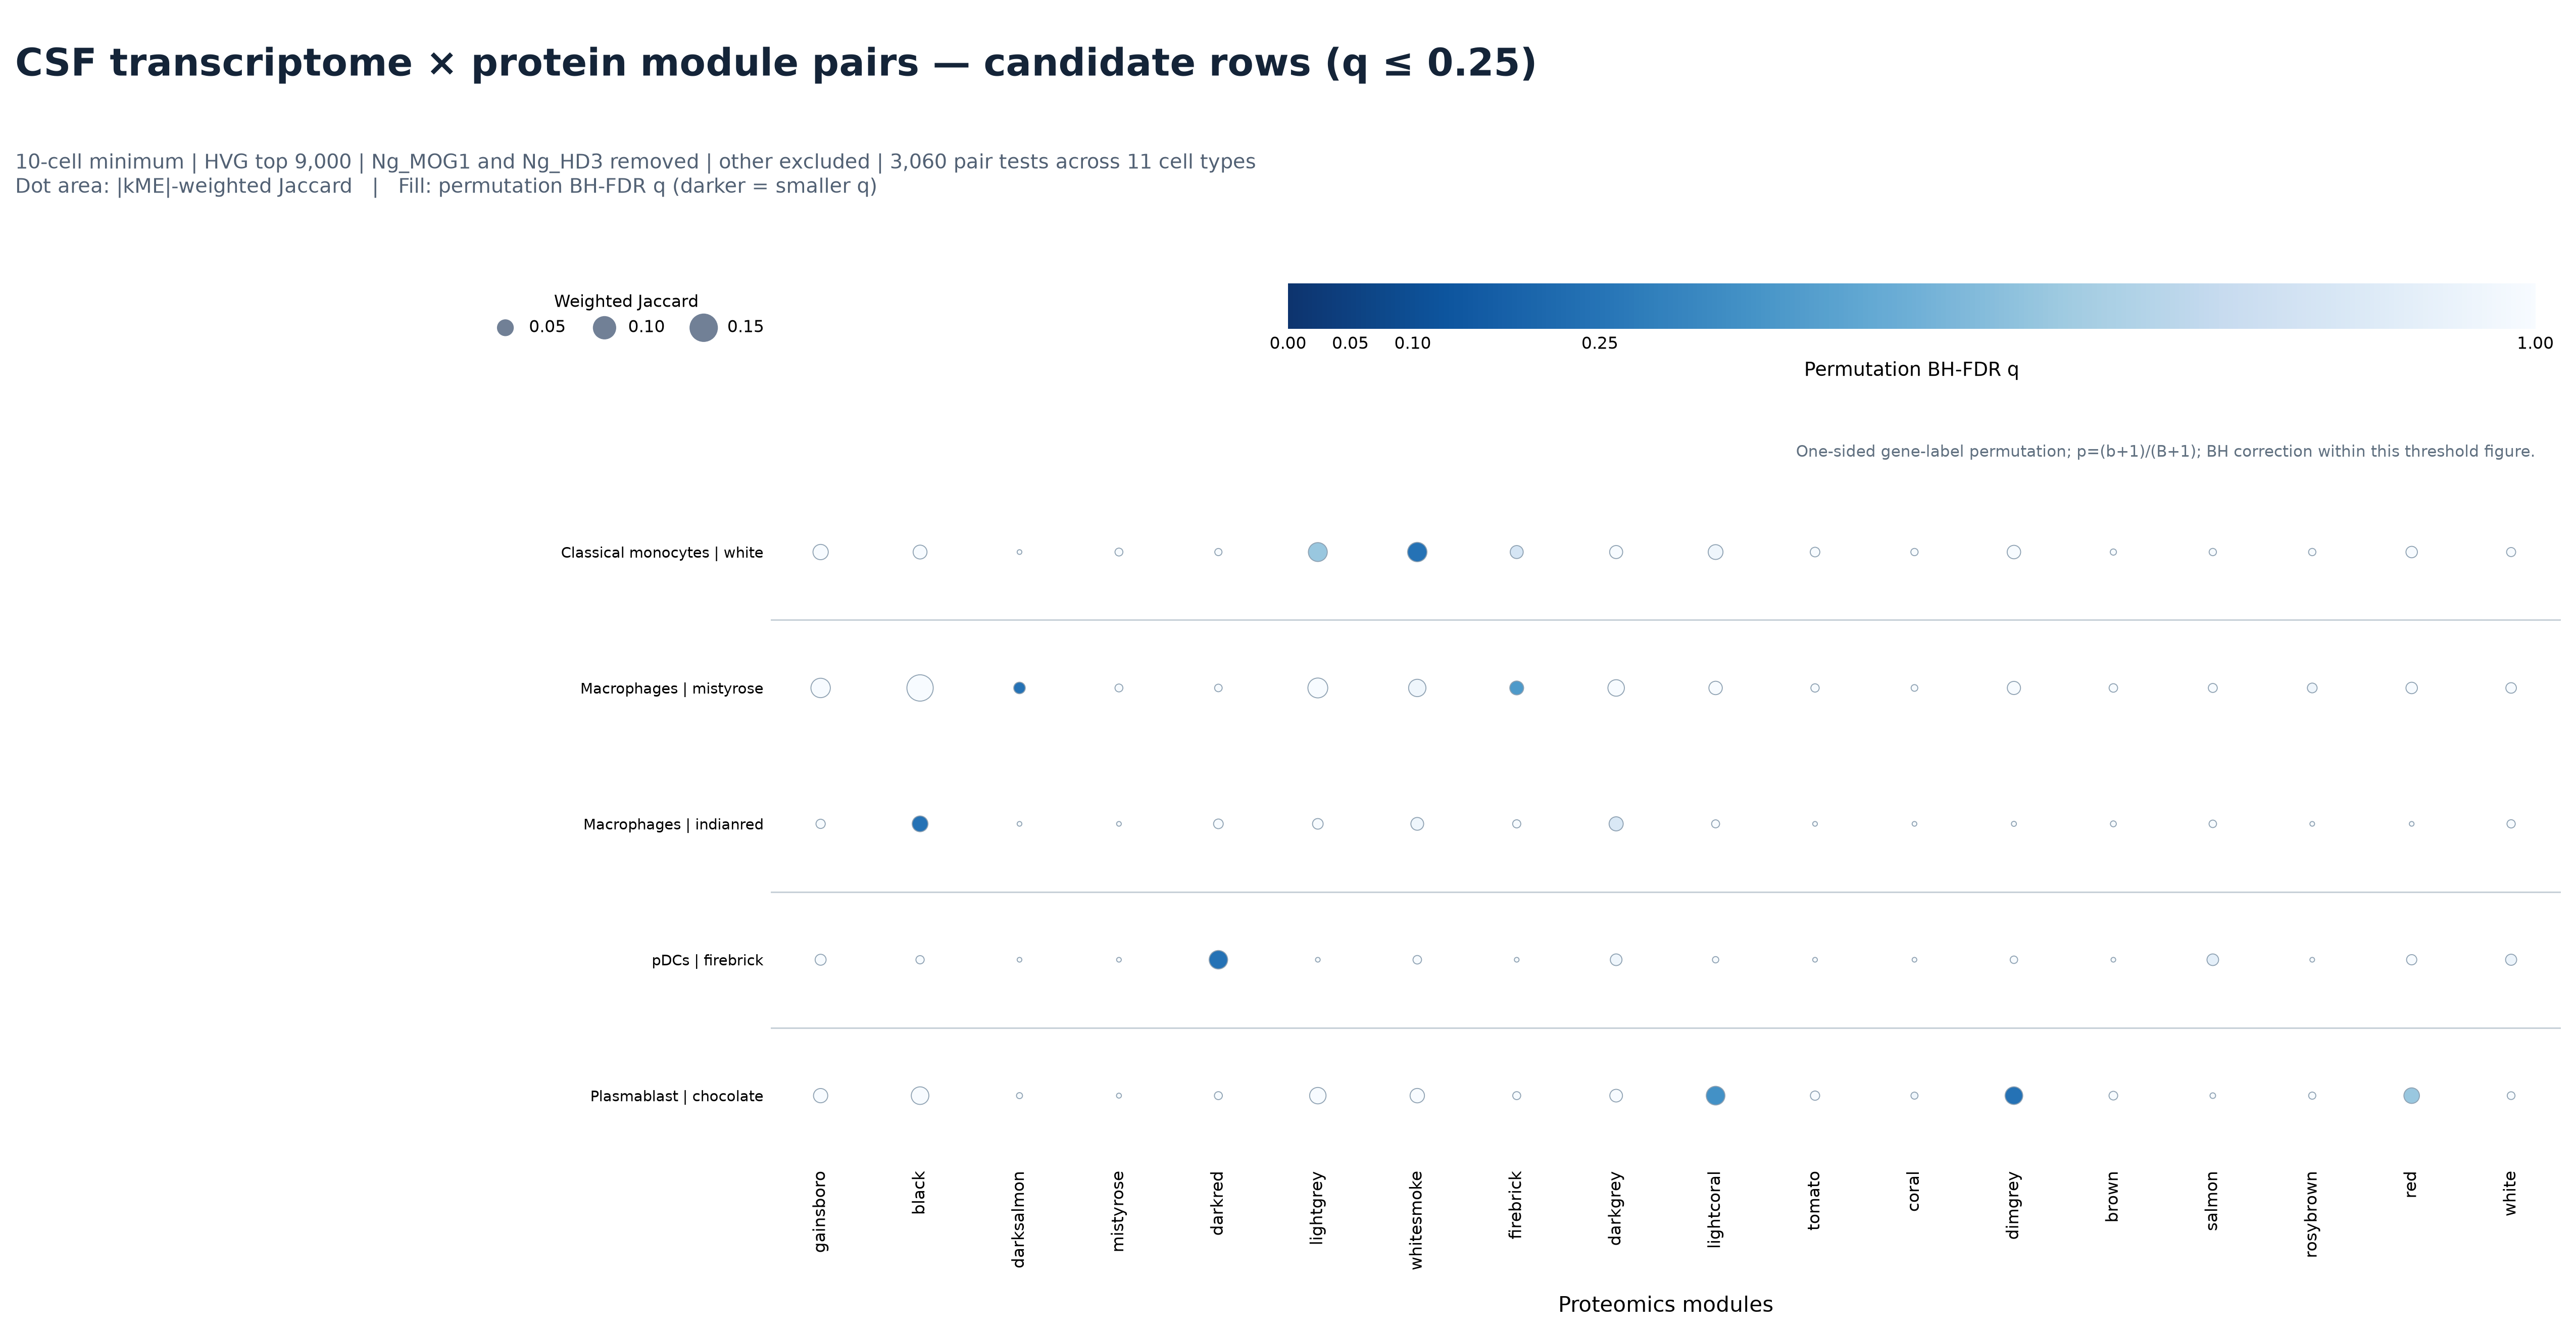 CSF transcriptome × protein module pairs — candidate rows (q ≤ 0.25)
10-cell minimum | HVG top 9,000 | Ng_MOG1 and Ng_HD3 removed | other excluded | 3,060 pair tests across 11 cell types
Dot area: |kME|-weighted Jaccard | Fill: permutation BH-FDR q (darker = smaller q)
Weighted Jaccard
0.05 0.10 0.15
0.00 0.05 0.10 0.25 1.00
Permutation BH-FDR q
One-sided gene-label permutation; p=(b+1)/(B+1); BH correction within this threshold figure.
Classical monocytes | white
Macrophages | mistyrose
Macrophages | indianred
pDCs | firebrick
Plasmablast | chocolate
gainsboro
black
darksalmon
mistyrose
darkred
lightgrey
whitesmoke
firebrick
darkgrey
lightcoral
tomato
coral
dimgrey
brown
salmon
rosybrown
red
white
Proteomics modules